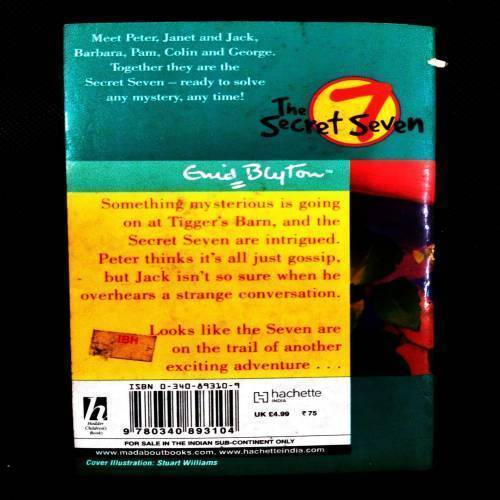 Meet Peter, Janet and Jack,
Barbara, Pam, Colin and George.
Together they are the
Secret Seven – ready to solve
any mystery, any time!
The
7
Secret Seven
Enid Blyton™
Something mysterious is going
on at Tigger's Barn, and the
Secret Seven are intrigued.
Peter thinks it's all just gossip,
but Jack isn't so sure when he
overhears a strange conversation.
IBH
Looks like the Seven are
on the trail of another
exciting adventure . . .
h
Hodder
Children's
Books
ISBN 0-340-89310-9
9 780340 893104
hachette
INDIA
UK £4.99 ₹ 75
FOR SALE IN THE INDIAN SUB-CONTINENT ONLY
www.madaboutbooks.com, www.hachetteindia.com
Cover Illustration: Stuart Williams